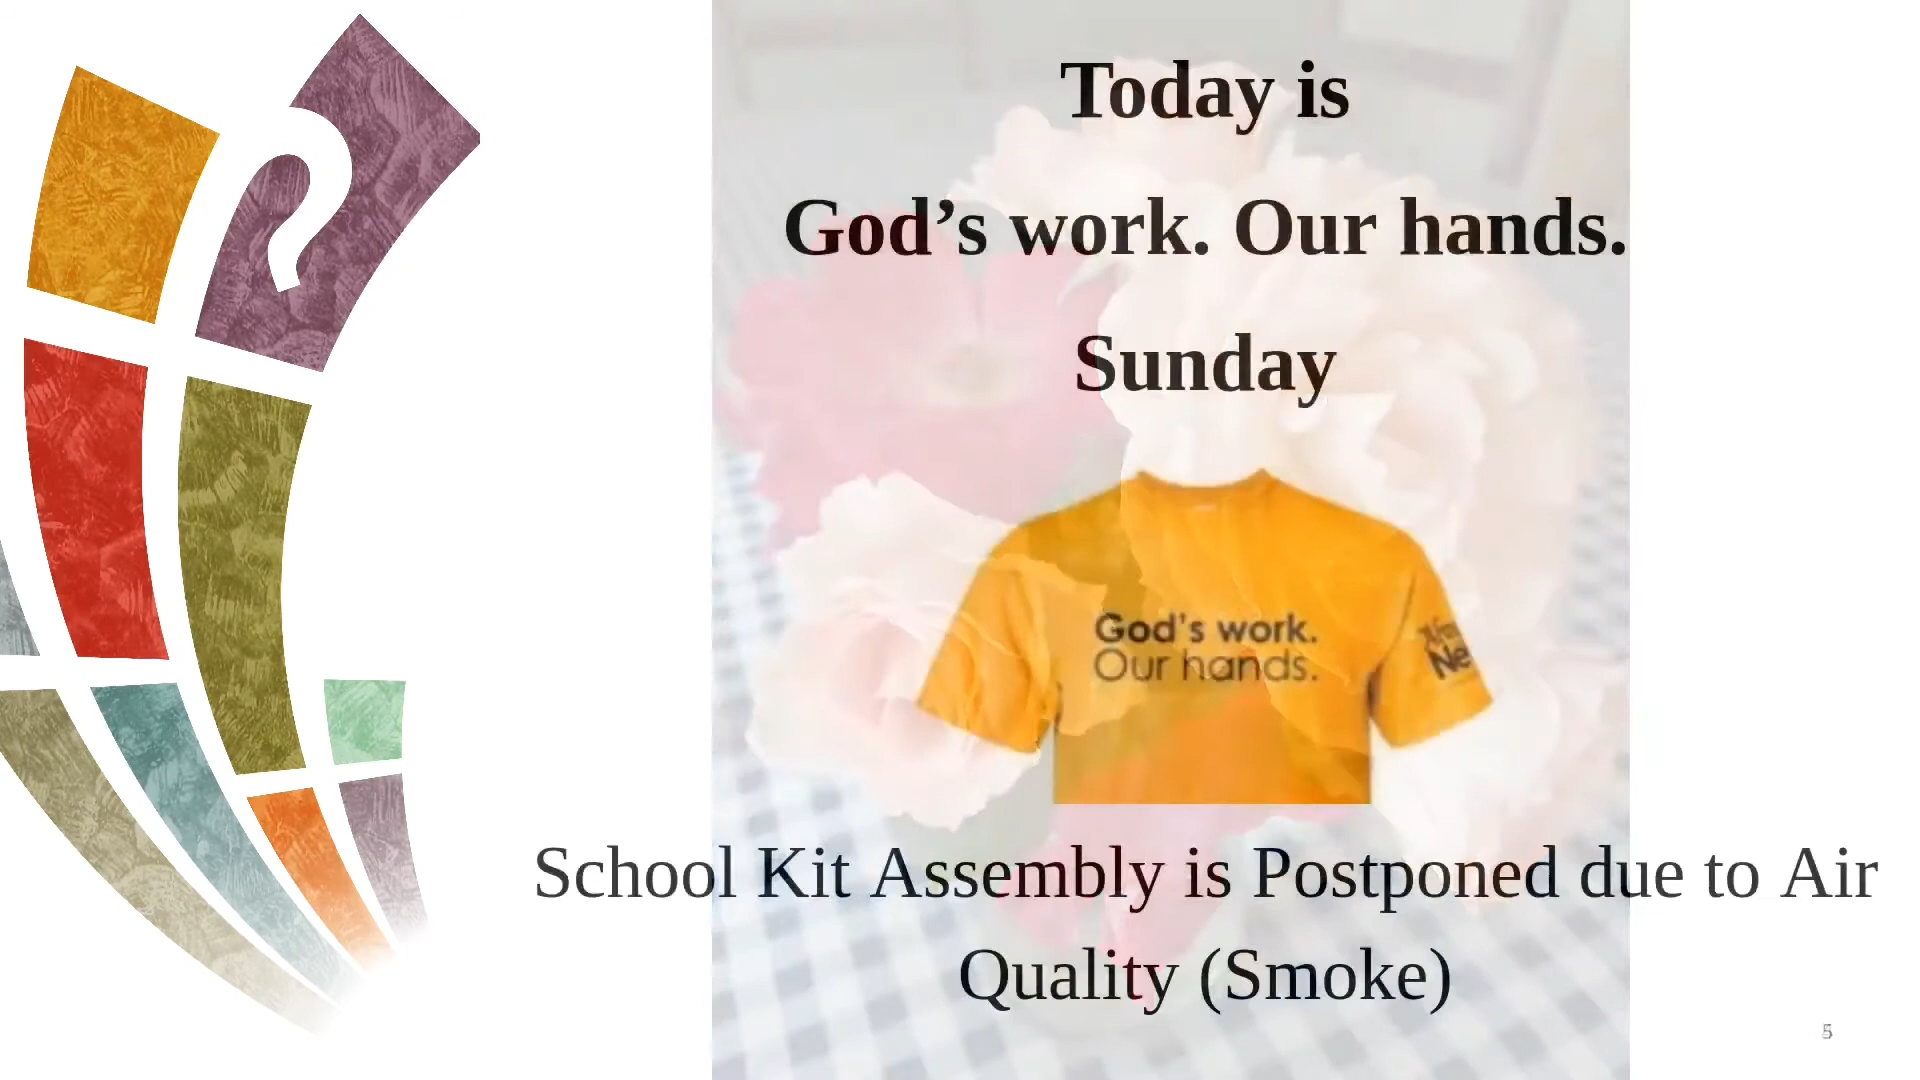 Today is
God’s work. Our hands.
Sunday
God's work.
Our hands.
Ne
School Kit Assembly is Postponed due to Air
Quality (Smoke)